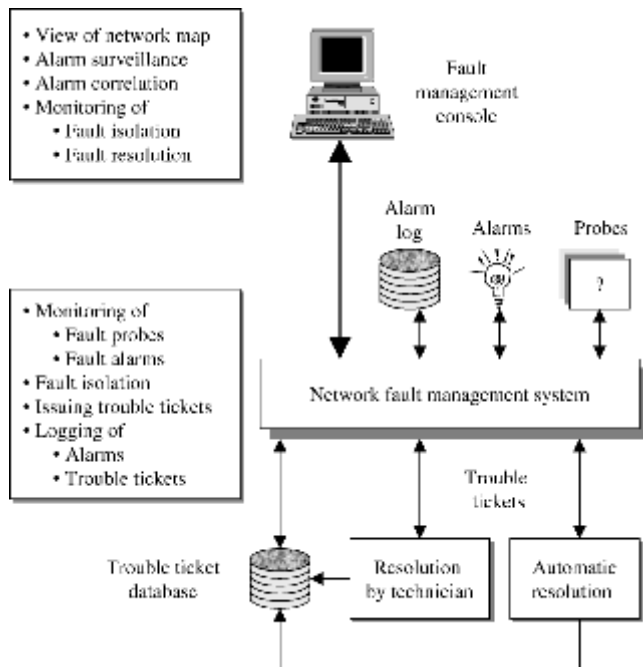 • View of network map
• Alarm surveillance
• Alarm correlation
• Monitoring of
• Fault isolation
• Fault resolution
Fault
management
console
Alarm
log
Alarms
Probes
?
• Monitoring of
• Fault probes
• Fault alarms
• Fault isolation
• Issuing trouble tickets
• Logging of
• Alarms
• Trouble tickets
Network fault management system
Trouble
tickets
Trouble ticket
database
Resolution
by technician
Automatic
resolution